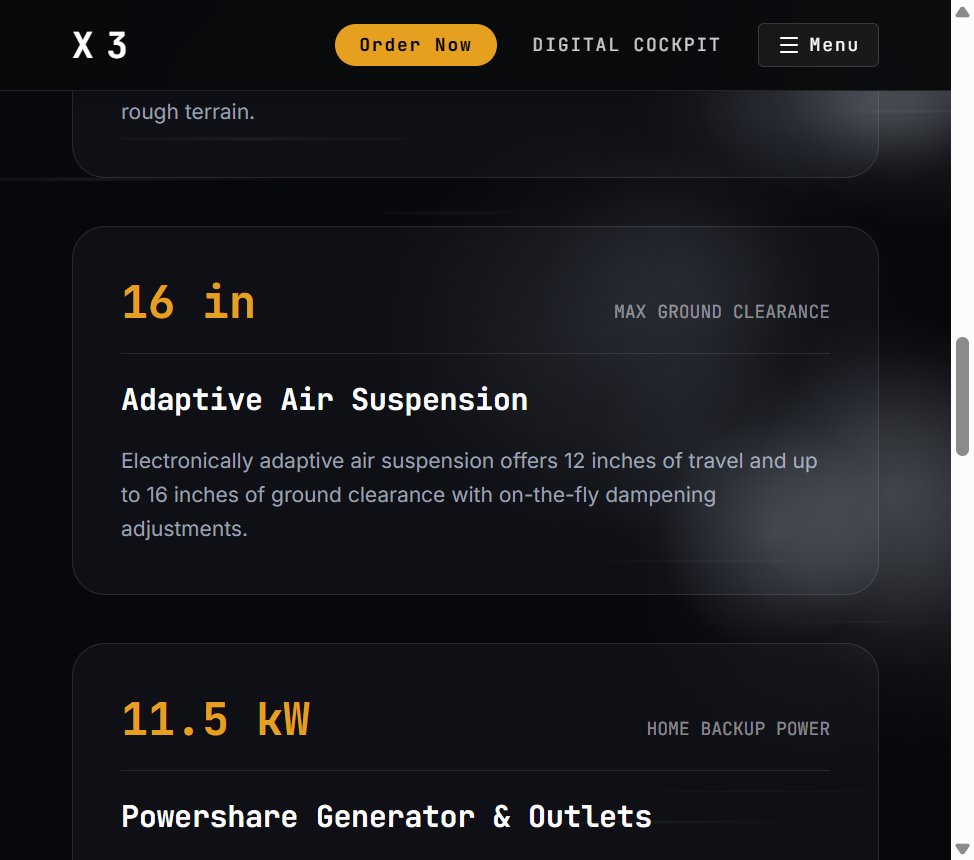 X 3
Order Now
DIGITAL COCKPIT
Menu
rough terrain.
16 in
MAX GROUND CLEARANCE
Adaptive Air Suspension
Electronically adaptive air suspension offers 12 inches of travel and up
to 16 inches of ground clearance with on-the-fly dampening
adjustments.
11.5 kW
HOME BACKUP POWER
Powershare Generator & Outlets